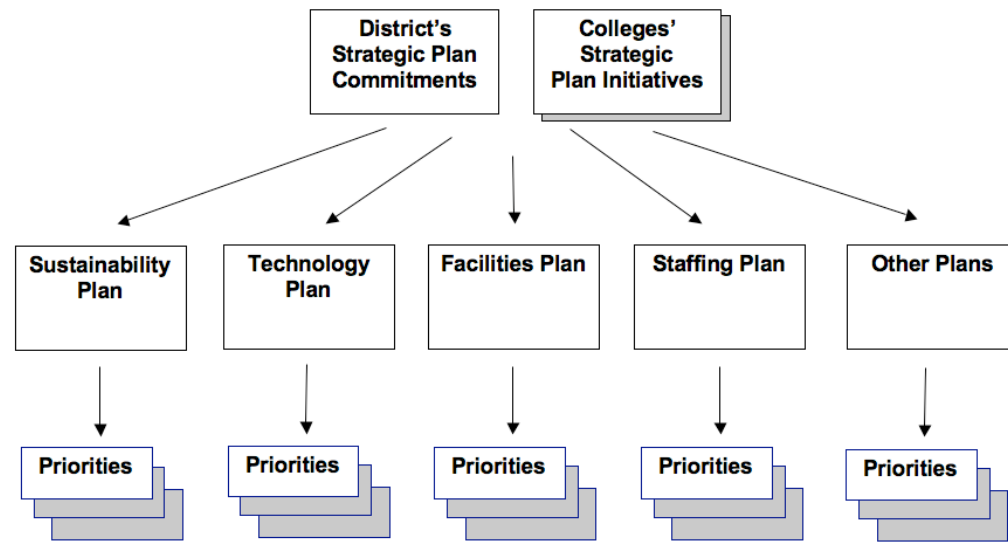 District's
Strategic Plan
Commitments
Colleges'
Strategic
Plan Initiatives
Sustainability
Plan
Technology
Plan
Facilities Plan
Staffing Plan
Other Plans
Priorities
Priorities
Priorities
Priorities
Priorities